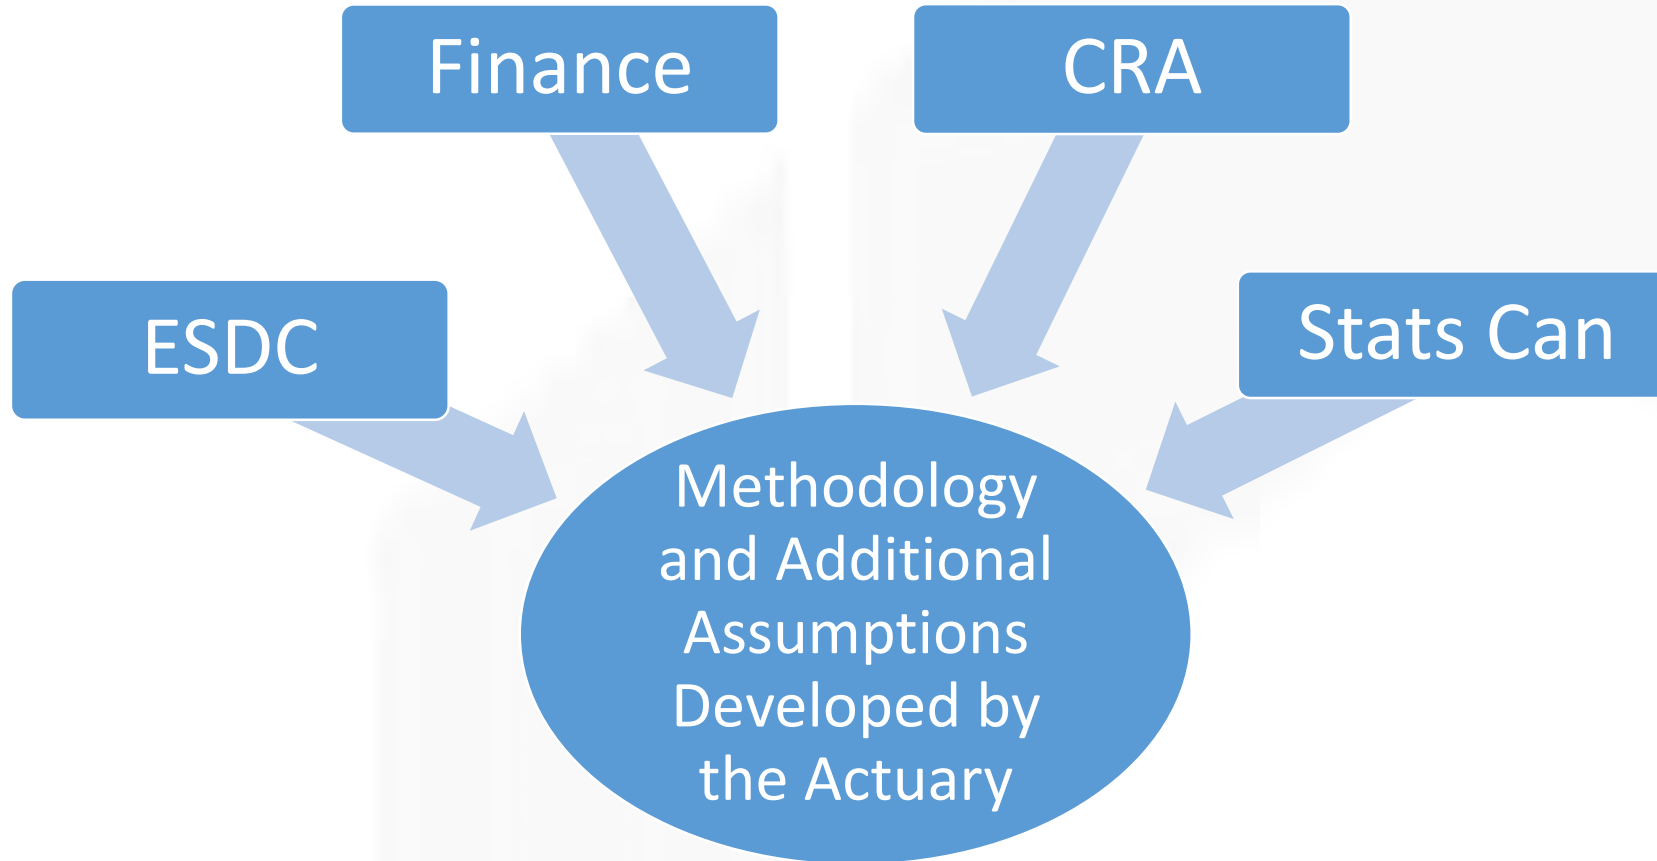 Finance
CRA
ESDC
Stats Can
Methodology
and Additional
Assumptions
Developed by
the Actuary